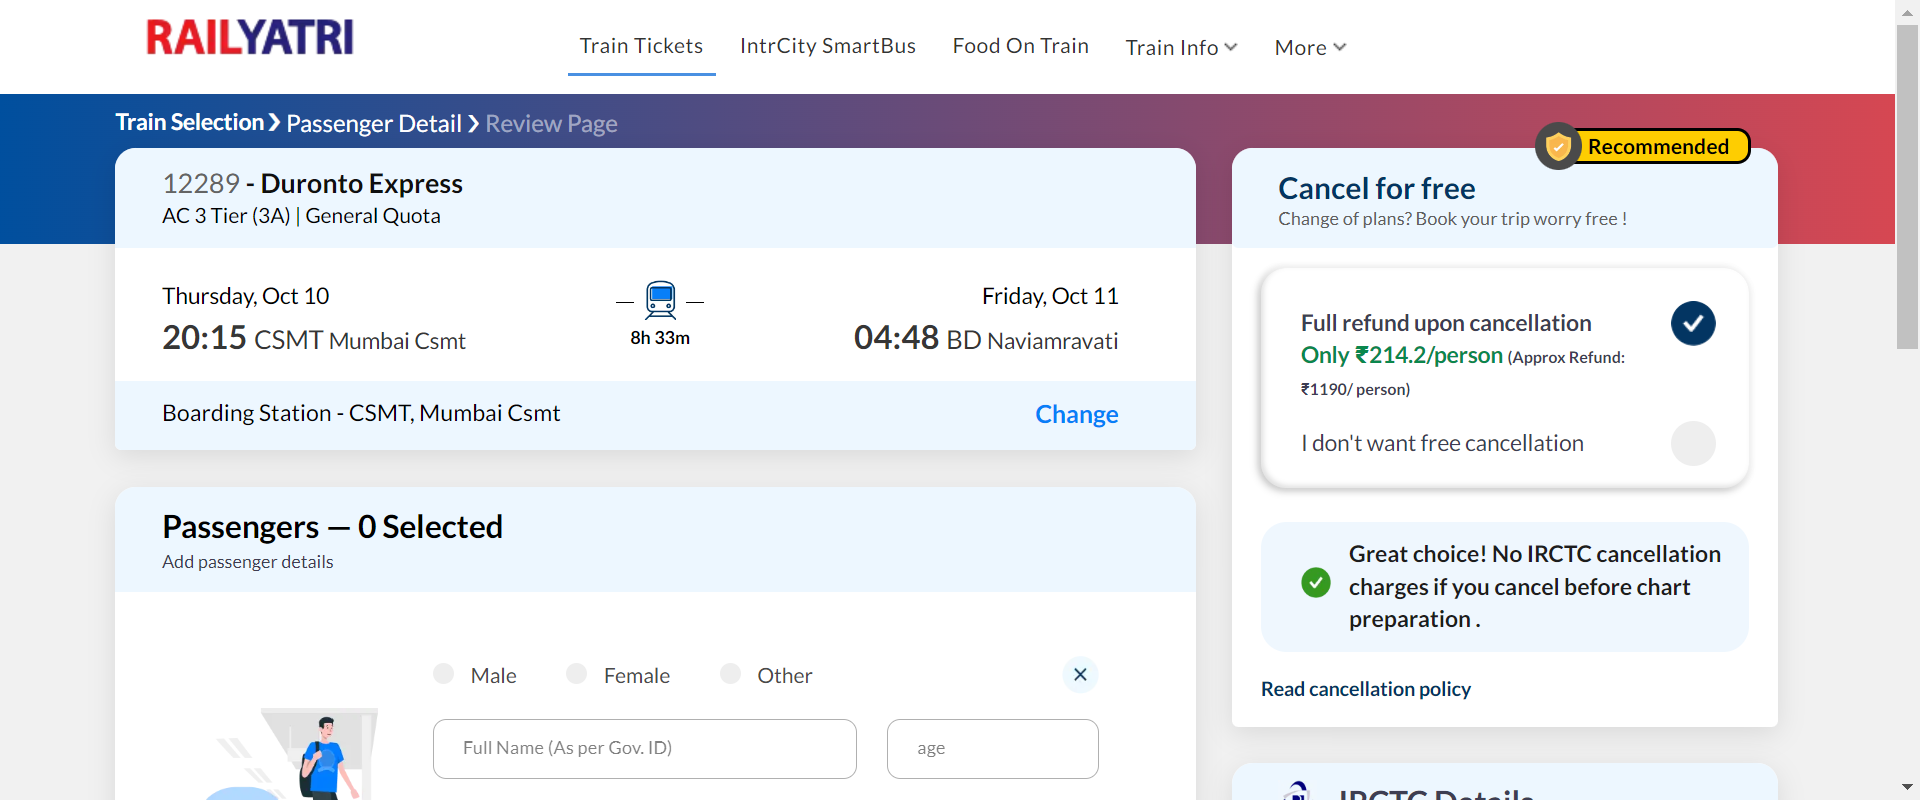 RAILYATRI
Train Tickets
IntrCity SmartBus
Food On Train
Train Info
More
Train Selection ❯ Passenger Detail ❯ Review Page
12289 - Duronto Express
AC 3 Tier (3A) | General Quota
Thursday, Oct 10
20:15 CSMT Mumbai Csmt
8h 33m
Friday, Oct 11
04:48 BD Naviamravati
Boarding Station - CSMT, Mumbai Csmt
Change
Passengers — 0 Selected
Add passenger details
Male
Female
Other
Full Name (As per Gov. ID)
age
Recommended
Cancel for free
Change of plans? Book your trip worry free !
Full refund upon cancellation
Only ₹214.2/person (Approx Refund:
₹1190/ person)
I don't want free cancellation
Great choice! No IRCTC cancellation
charges if you cancel before chart
preparation .
Read cancellation policy
IRCTC Details